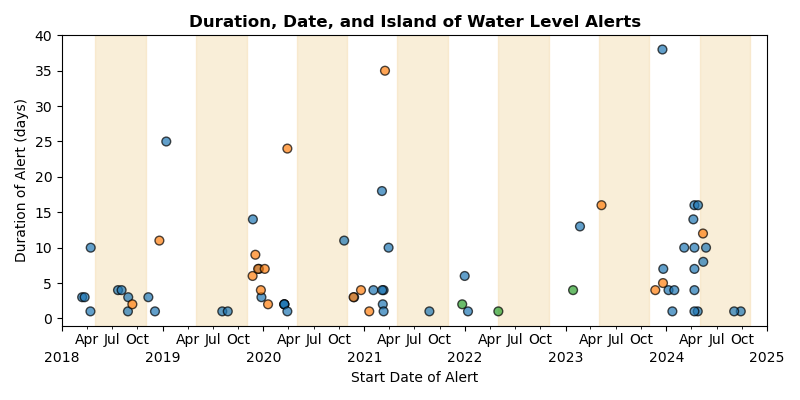 Duration, Date, and Island of Water Level Alerts
Duration of Alert (days)
40
35
30
25
20
15
10
5
0
Apr Jul Oct Apr Jul Oct Apr Jul Oct Apr Jul Oct Apr Jul Oct Apr Jul Oct Apr Jul Oct
2018 2019 2020 2021 2022 2023 2024 2025
Start Date of Alert